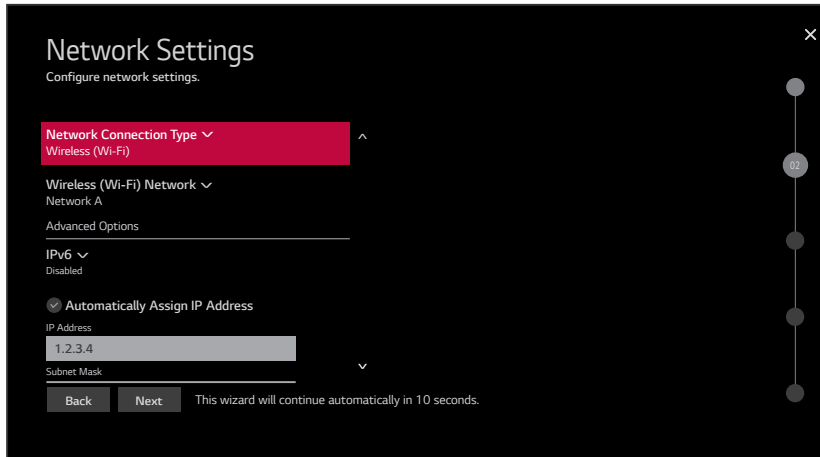 Network Settings
Configure network settings.
Network Connection Type
Wireless (Wi-Fi)
02
Wireless (Wi-Fi) Network
Network A
Advanced Options
IPv6
Disabled
Automatically Assign IP Address
IP Address
1.2.3.4
Subnet Mask
Back Next This wizard will continue automatically in 10 seconds.